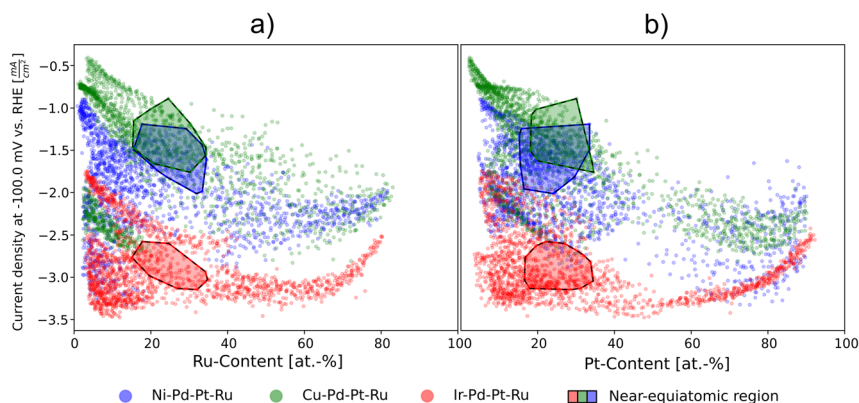 a)
b)
Current density at -100.0 mV vs. RHE [mA/cm²]
−0.5
−1.0
−1.5
−2.0
−2.5
−3.0
−3.5
0 20 40 60 80 100
20 40 60 80 100
Ru-Content [at.-%]
Pt-Content [at.-%]
Ni-Pd-Pt-Ru
Cu-Pd-Pt-Ru
Ir-Pd-Pt-Ru
Near-equiatomic region